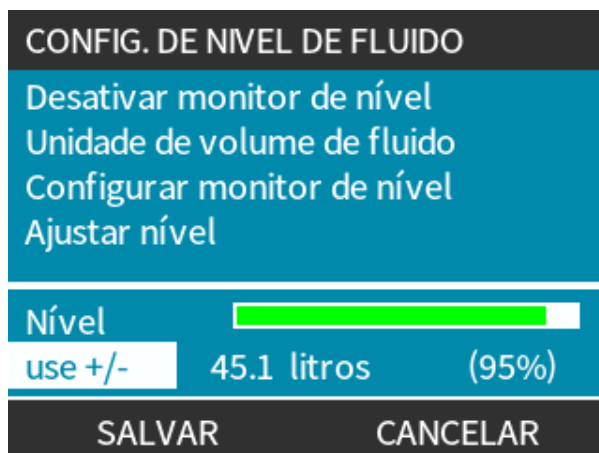 CONFIG. DE NIVEL DE FLUIDO
Desativar monitor de nível
Unidade de volume de fluido
Configurar monitor de nível
Ajustar nível
Nível
use +/- 45.1 litros (95%)
SALVAR CANCELAR